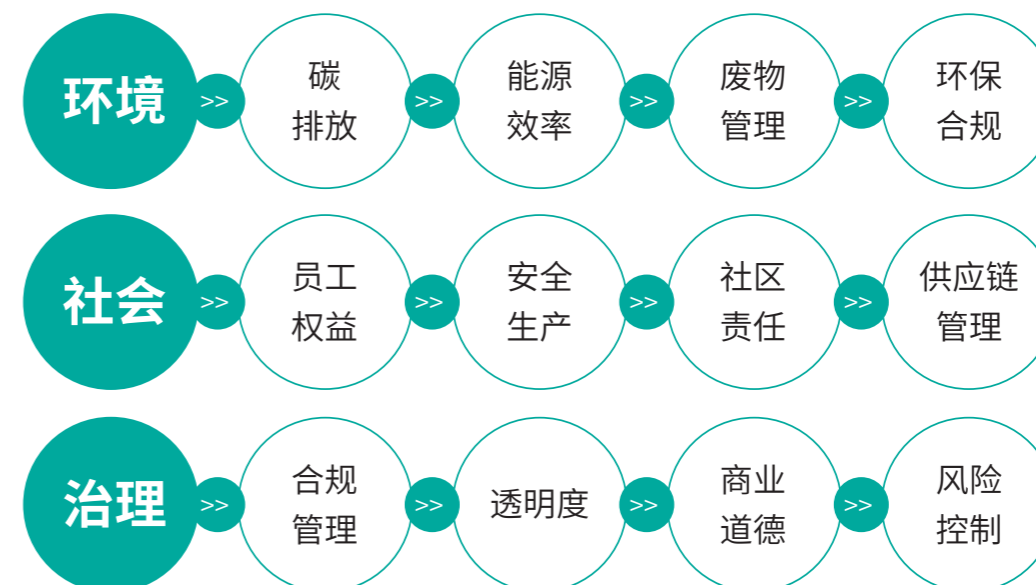 环境 >> 碳排放 >> 能源效率 >> 废物管理 >> 环保合规
社会 >> 员工权益 >> 安全生产 >> 社区责任 >> 供应链管理
治理 >> 合规管理 >> 透明度 >> 商业道德 >> 风险控制